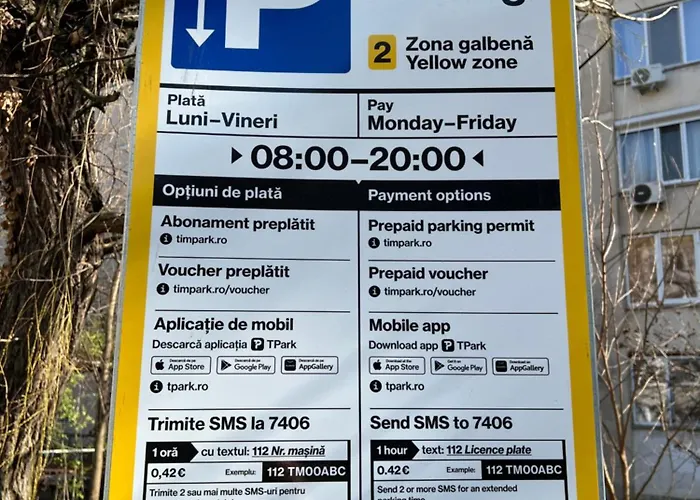 P
2 Zona galbenă
Yellow zone
Plată
Luni–Vineri
Pay
Monday–Friday
08:00–20:00
Opțiuni de plată
Payment options
Abonament preplătit
timpark.ro
Prepaid parking permit
timpark.ro
Voucher preplătit
timpark.ro/voucher
Prepaid voucher
timpark.ro/voucher
Aplicație de mobil
Descarcă aplicația P TPark
App Store Google Play AppGallery
tpark.ro
Mobile app
Download app P TPark
App Store Google Play AppGallery
tpark.ro
Trimite SMS la 7406
1 oră cu textul: 112 Nr. mașină
0,42€ Exemplu: 112 TM00ABC
Trimite 2 sau mai multe SMS-uri pentru
Send SMS to 7406
1 hour text: 112 Licence plate
0.42€ Example: 112 TM00ABC
Send 2 or more SMS for an extended
parking time